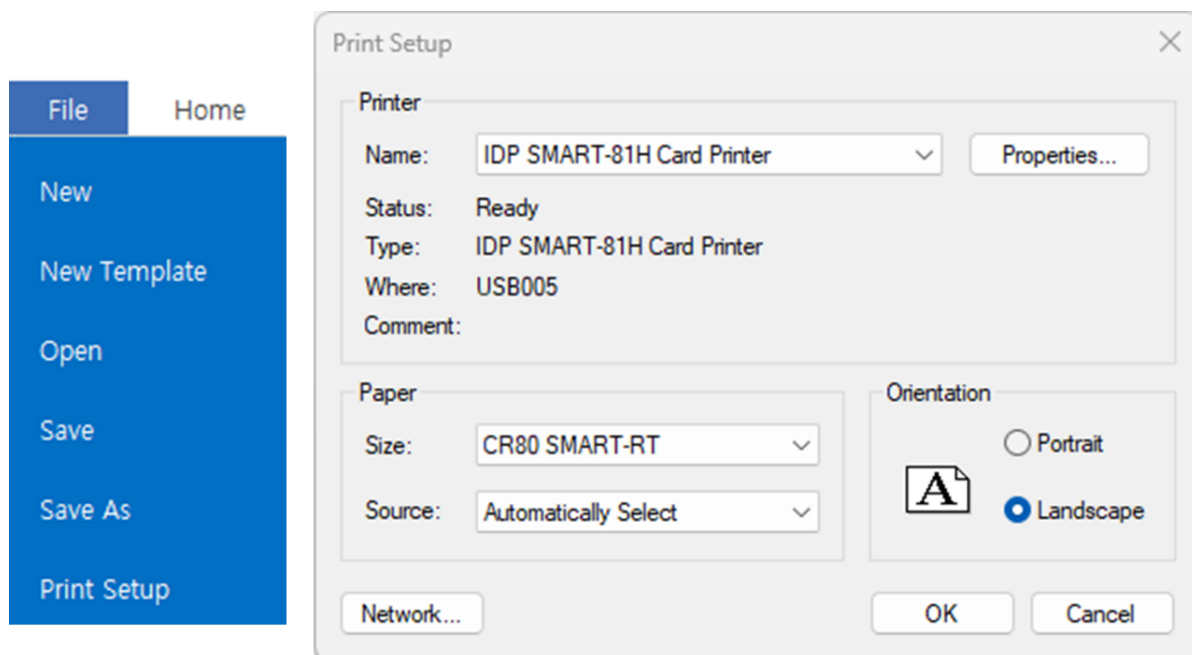 File
Home
New
New Template
Open
Save
Save As
Print Setup
Print Setup
Printer
Name:
IDP SMART-81H Card Printer
Properties...
Status:
Ready
Type:
IDP SMART-81H Card Printer
Where:
USB005
Comment:
Paper
Size:
CR80 SMART-RT
Source:
Automatically Select
Orientation
A
Portrait
Landscape
Network...
OK
Cancel